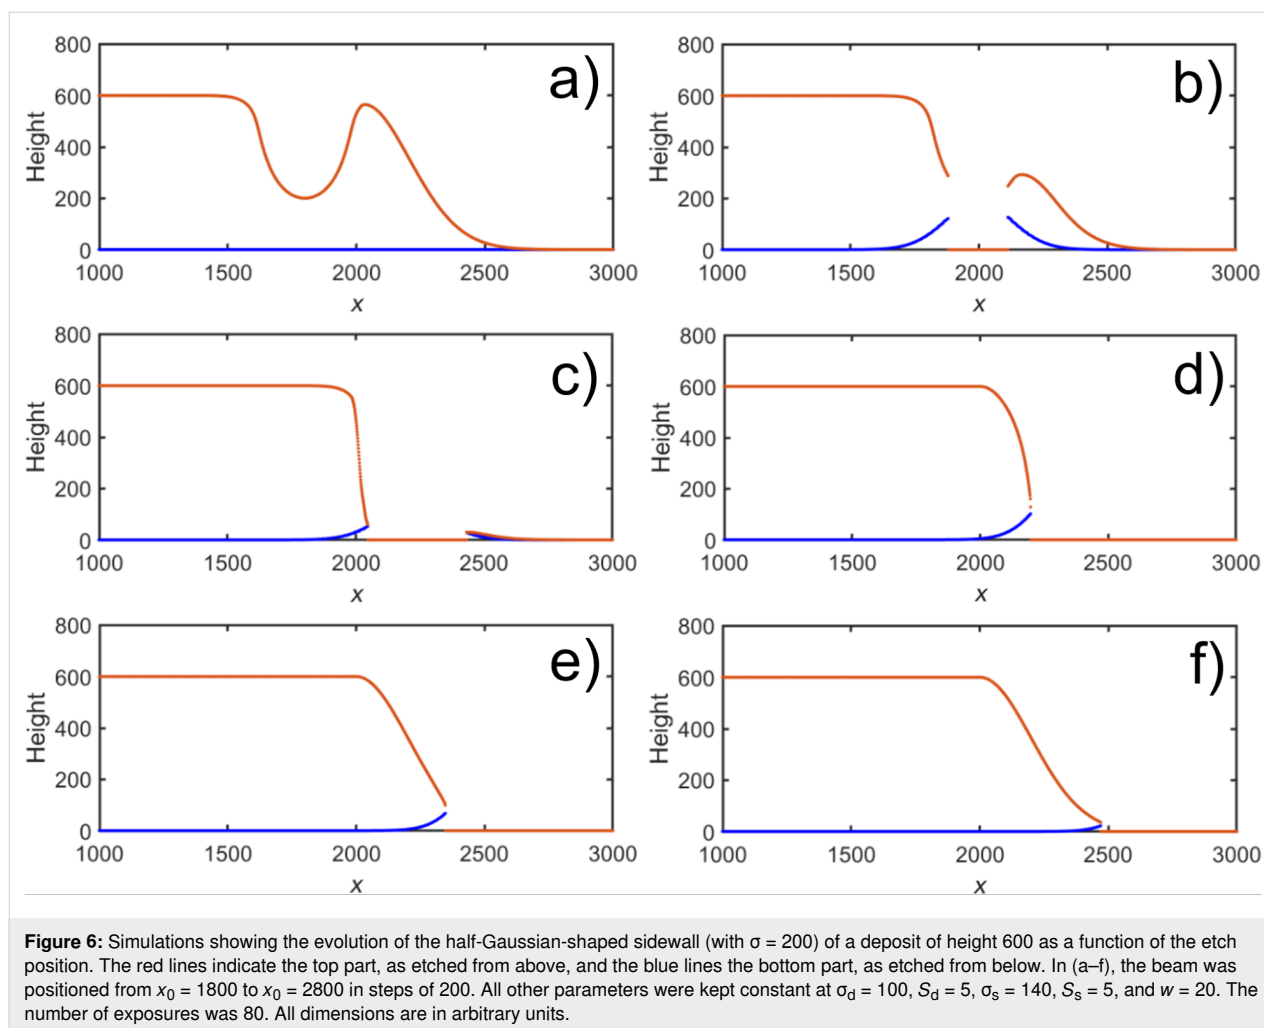 800
600
400
200
0
Height
1000 1500 2000 2500 3000
x
a)
800
600
400
200
0
Height
1000 1500 2000 2500 3000
x
b)
800
600
400
200
0
Height
1000 1500 2000 2500 3000
x
c)
800
600
400
200
0
Height
1000 1500 2000 2500 3000
x
d)
800
600
400
200
0
Height
1000 1500 2000 2500 3000
x
e)
800
600
400
200
0
Height
1000 1500 2000 2500 3000
x
f)
Figure 6: Simulations showing the evolution of the half-Gaussian-shaped sidewall (with σ = 200) of a deposit of height 600 as a function of the etch
position. The red lines indicate the top part, as etched from above, and the blue lines the bottom part, as etched from below. In (a–f), the beam was
positioned from x0 = 1800 to x0 = 2800 in steps of 200. All other parameters were kept constant at σd = 100, Sd = 5, σs = 140, Ss = 5, and w = 20. The
number of exposures was 80. All dimensions are in arbitrary units.